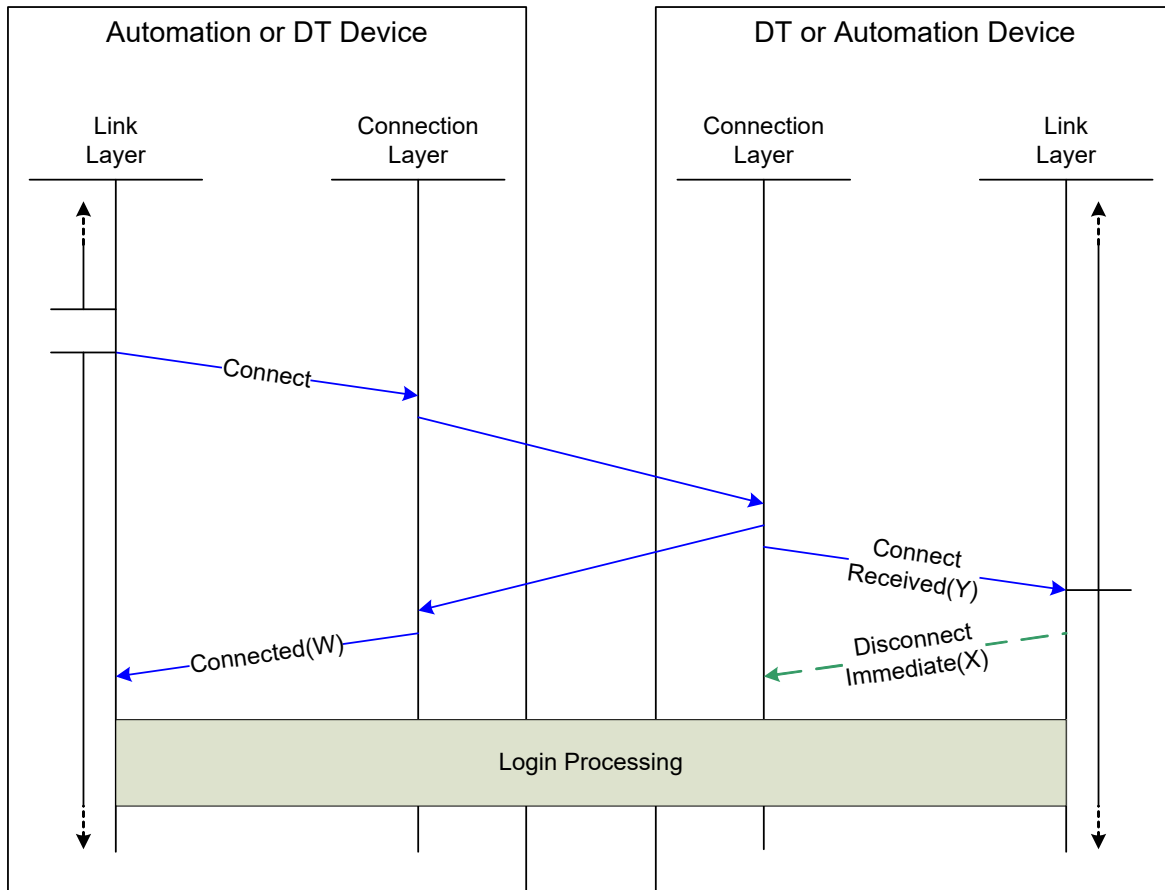 Automation or DT Device
DT or Automation Device
Link
Layer
Connection
Layer
Connection
Layer
Link
Layer
Connect
Connect
Received(Y)
Connected(W)
Disconnect
Immediate(X)
Login Processing